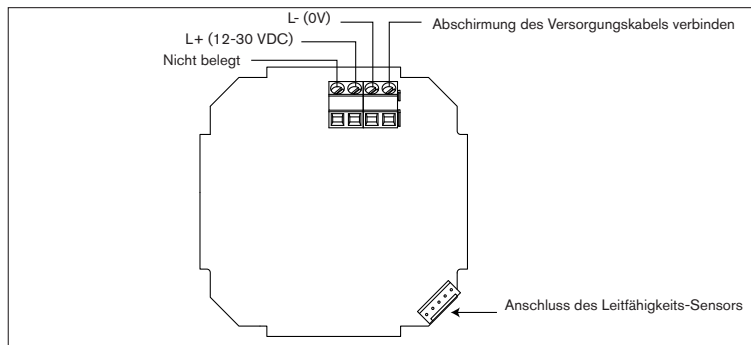 L- (0V)
Abschirmung des Versorgungskabels verbinden
L+ (12-30 VDC)
Nicht belegt
Anschluss des Leitfähigkeits-Sensors